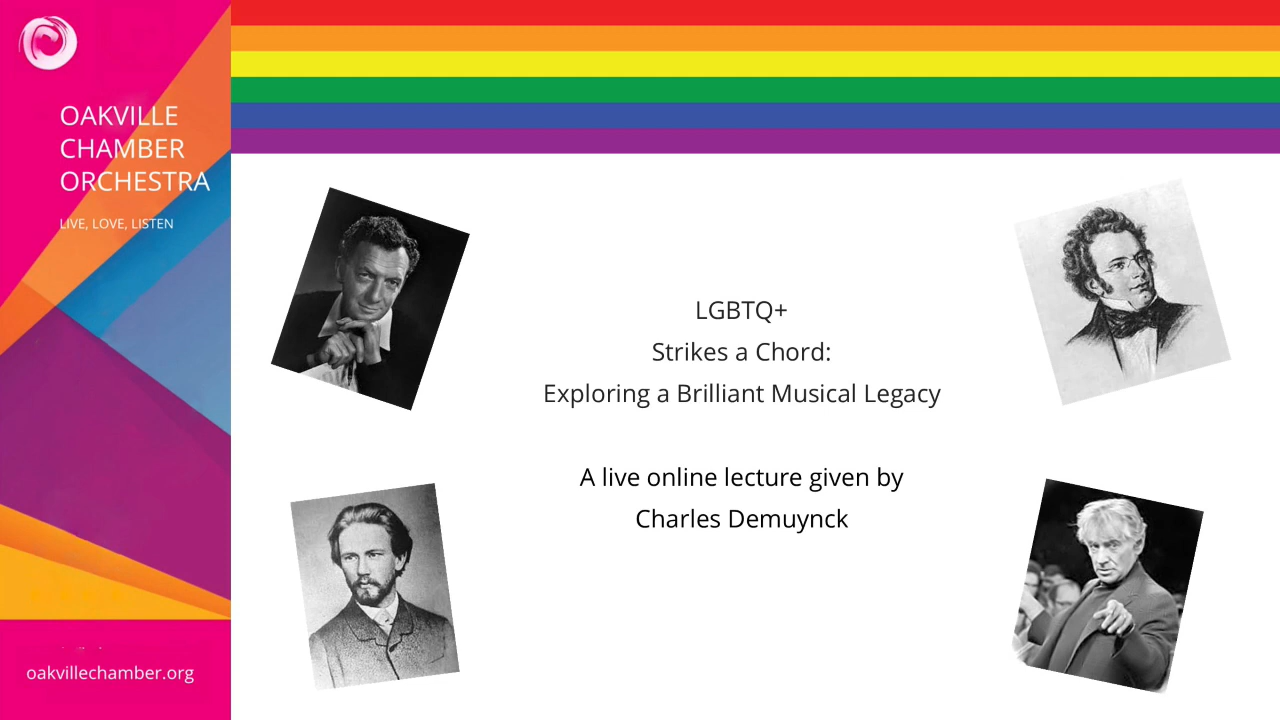 OAKVILLE
CHAMBER
ORCHESTRA
LIVE, LOVE, LISTEN
LGBTQ+
Strikes a Chord:
Exploring a Brilliant Musical Legacy
A live online lecture given by
Charles Demuynck
oakvillechamber.org